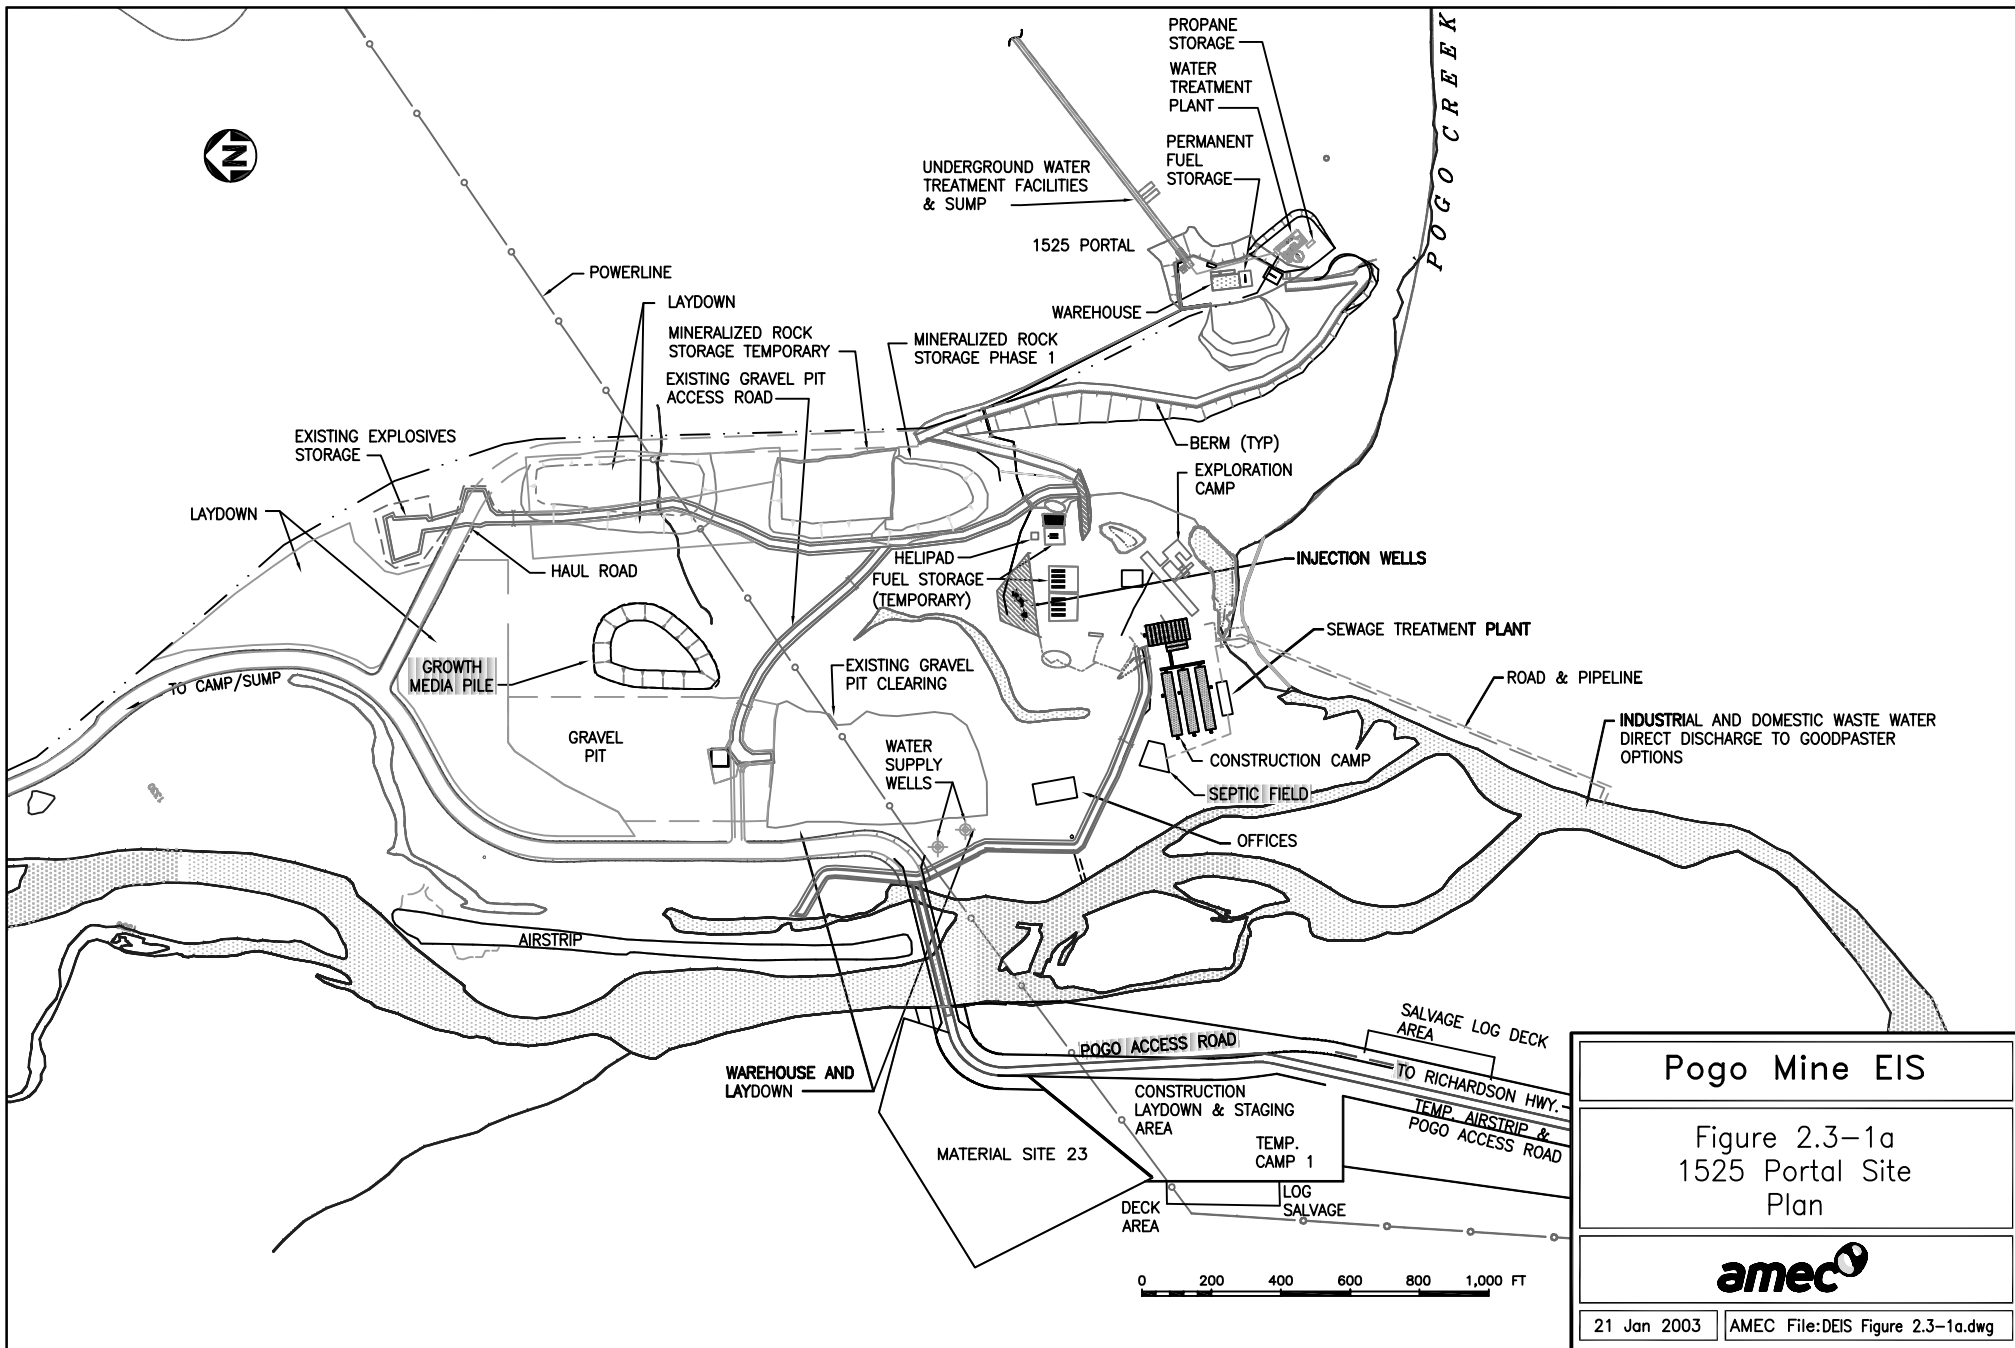 PROPANE
STORAGE
WATER
TREATMENT
PLANT
PERMANENT
FUEL
STORAGE
POGO CREEK
N
UNDERGROUND WATER
TREATMENT FACILITIES
& SUMP
1525 PORTAL
POWERLINE
LAYDOWN
WAREHOUSE
MINERALIZED ROCK
STORAGE TEMPORARY
MINERALIZED ROCK
STORAGE PHASE 1
EXISTING GRAVEL PIT
ACCESS ROAD
EXISTING EXPLOSIVES
STORAGE
BERM (TYP)
EXPLORATION
CAMP
LAYDOWN
HAUL ROAD
HELIPAD
FUEL STORAGE
(TEMPORARY)
INJECTION WELLS
SEWAGE TREATMENT PLANT
GROWTH
MEDIA PILE
TO CAMP/SUMP
EXISTING GRAVEL
PIT CLEARING
ROAD & PIPELINE
INDUSTRIAL AND DOMESTIC WASTE WATER
DIRECT DISCHARGE TO GOODPASTER
OPTIONS
GRAVEL
PIT
WATER
SUPPLY
WELLS
CONSTRUCTION CAMP
SEPTIC FIELD
1330
OFFICES
AIRSTRIP
POGO ACCESS ROAD
SALVAGE LOG DECK
AREA
TO RICHARDSON HWY.
TEMP. AIRSTRIP &
POGO ACCESS ROAD
WAREHOUSE AND
LAYDOWN
CONSTRUCTION
LAYDOWN & STAGING
AREA
TEMP.
CAMP 1
MATERIAL SITE 23
DECK
AREA
LOG
SALVAGE
0 200 400 600 800 1,000 FT
Pogo Mine EIS
Figure 2.3-1a
1525 Portal Site
Plan
amec
21 Jan 2003
AMEC File:DEIS Figure 2.3-1a.dwg